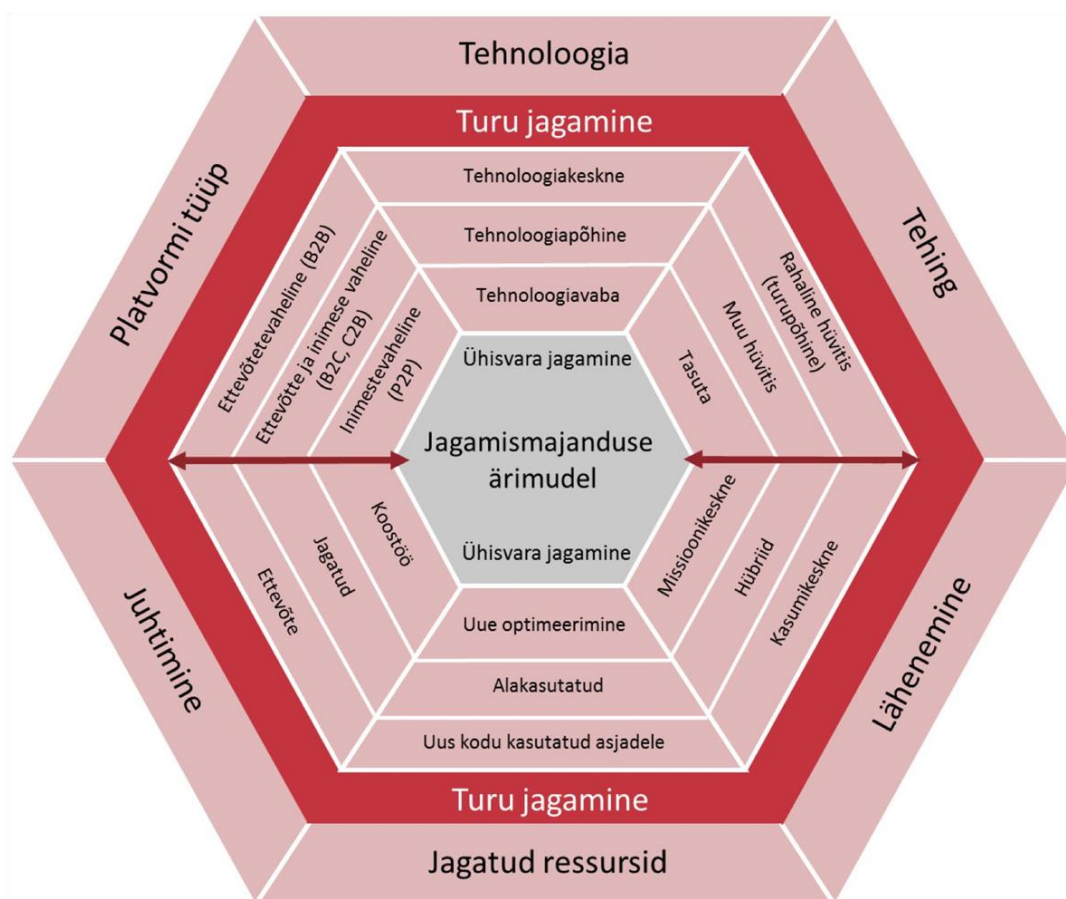 Tehnoloogia
Turu jagamine
Tehnoloogiakeskne
Tehnoloogiapõhine
Tehnoloogiavaba
Platvormi tüüp
Ettevõtetevaheline (B2B)
Ettevõtte ja inimese vaheline
(B2C, C2B)
Inimestevaheline
(P2P)
Tehing
Tasuta
Muu hüvitis
Rahaline hüvitis
(turupõhine)
Ühisvara jagamine
Jagamismajanduse
ärimudel
Ühisvara jagamine
Juhtimine
Ettevõte
Jagatud
Koostöö
Missioonikeskne
Hübriid
Kasumikeskne
Lähenemine
Uue optimeerimine
Alakasutatud
Uus kodu kasutatud asjadele
Turu jagamine
Jagatud ressursid